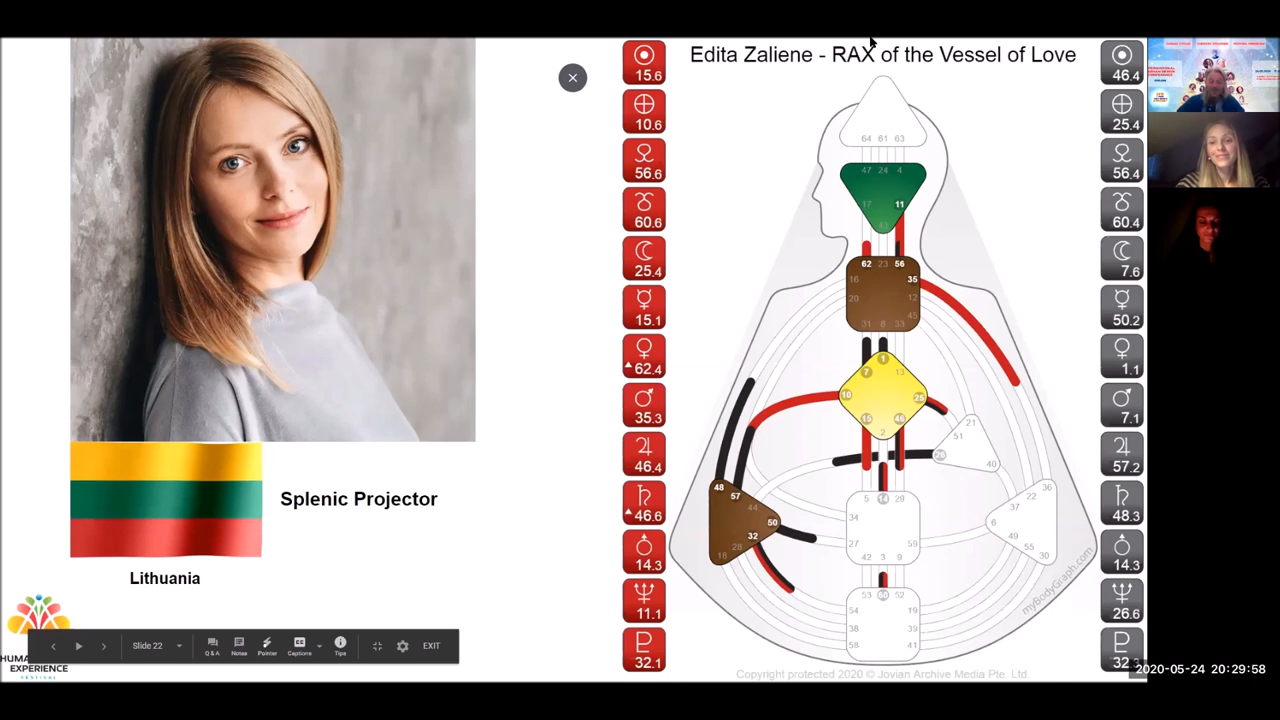 Edita Zaliene - RAX of the Vessel of Love
15.6
10.6
56.6
60.6
25.4
15.1
62.4
35.3
46.4
46.6
14.3
11.1
32.1
64 61 63
47 24 4
17 11
43
62 23 56
16 35
20 12
45
31 8 33
1
7 13
10 25
15 46
2
21
51
26
40
48
57
44
50
32
28
18
5 14 29
34
27 59
42 3 9
36
22
37
6
49
55
30
53 60 52
54 19
38 39
58 41
46.4
25.4
56.4
60.4
7.6
50.2
1.1
7.1
57.2
48.3
14.3
26.6
32.
Splenic Projector
Lithuania
Slide 22
Q & A
Notes
Pointer
Captions
Tips
EXIT
HUMA
EXPERIENCE
FESTIVAL
myBodyGraph.com
Copyright protected 2020 © Jovian Archive Media Pte. Ltd
2020-05-24 20:29:58